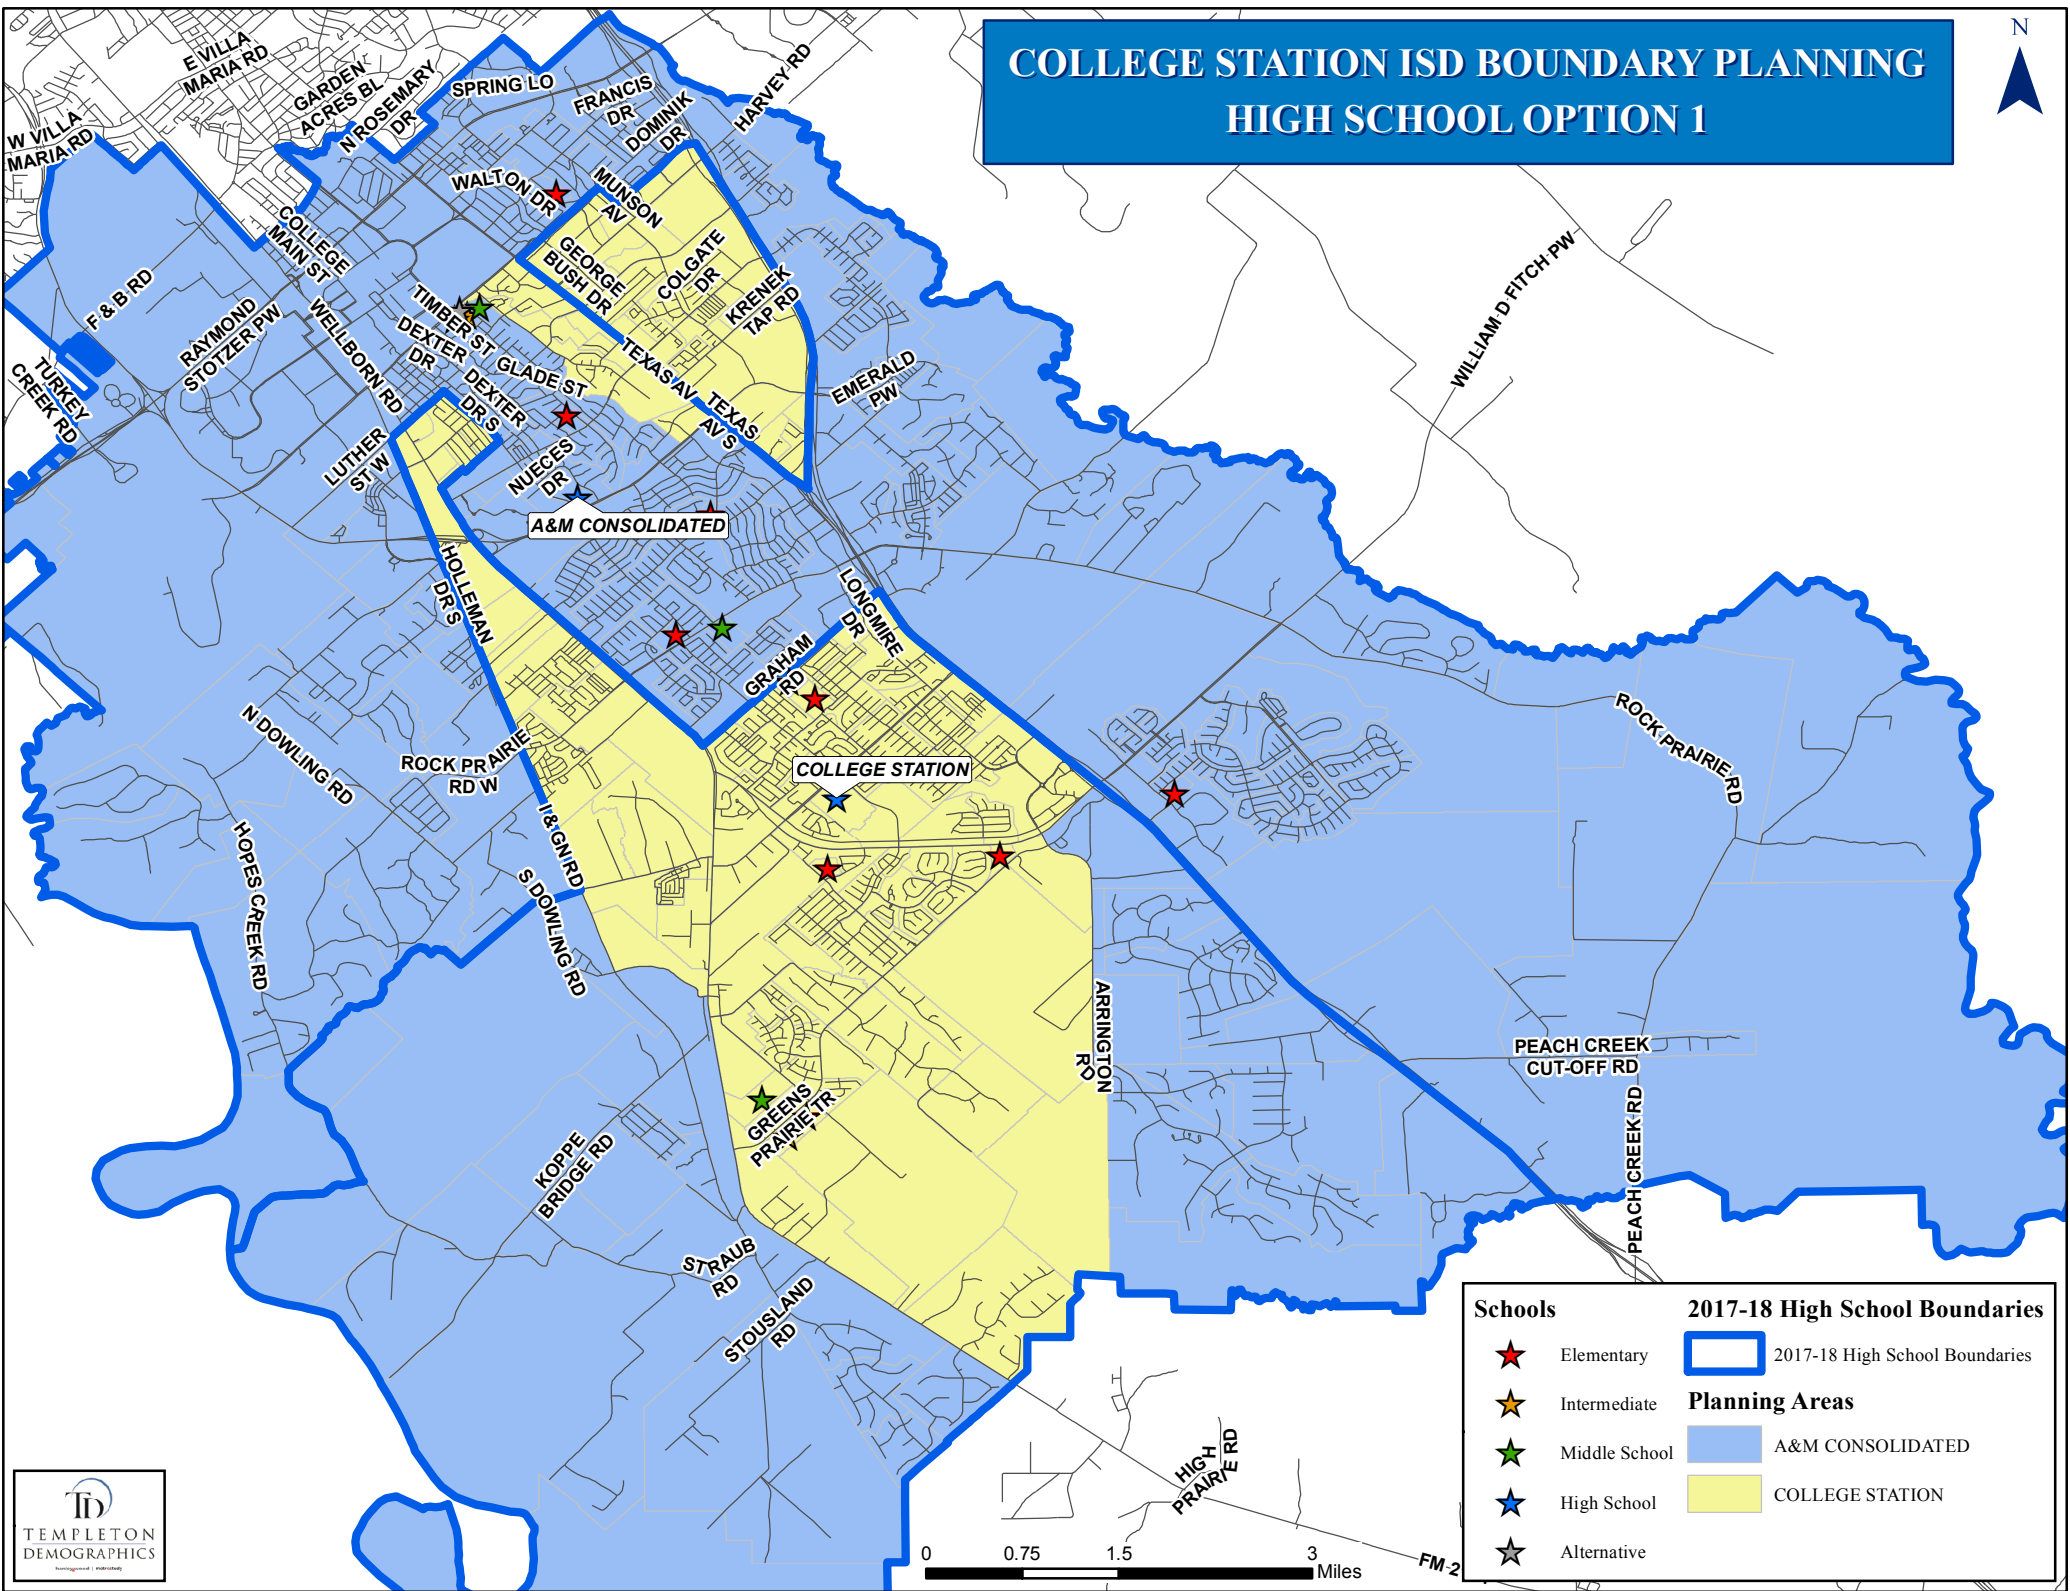 COLLEGE STATION ISD BOUNDARY PLANNING
HIGH SCHOOL OPTION 1
N
E VILLA
MARIA RD
GARDEN
ACRES BL
N ROSEMARY
DR
SPRING LO
FRANCIS
DR
DOMINIK
DR
HARVEY RD
W VILLA
MARIA RD
WALTON
DR
MUNSON
AV
COLLEGE
MAIN ST
GEORGE
BUSH DR
COLGATE
DR
KRENEK
TAP RD
WILLIAM D FITCH PW
F & B RD
RAYMOND
STOTZER PW
WELLBORN RD
TIMBER ST
DEXTER
DR
GLADE ST
DEXTER
DR S
TEXAS AV
TEXAS
AV S
EMERALD
PW
TURKEY
CREEK RD
LUTHER
ST W
NUECES
DR
A&M CONSOLIDATED
HOLLEMAN
DR S
LONGMIRE
DR
GRAHAM
RD
ROCK PRAIRIE RD
N DOWLING RD
ROCK PRAIRIE
RD W
COLLEGE STATION
I & GN RD
HOPES CREEK RD
S DOWLING RD
ARRINGTON
RD
PEACH CREEK
CUT-OFF RD
PEACH CREEK RD
GREENS
PRAIRIE TR
KOPPE
BRIDGE RD
STRAUB
RD
STOUSLAND
RD
HIGH
PRAIRIE RD
FM 2
Schools
Elementary
Intermediate
Middle School
High School
Alternative
2017-18 High School Boundaries
2017-18 High School Boundaries
Planning Areas
A&M CONSOLIDATED
COLLEGE STATION
0 0.75 1.5 3
Miles
TD
TEMPLETON
DEMOGRAPHICS